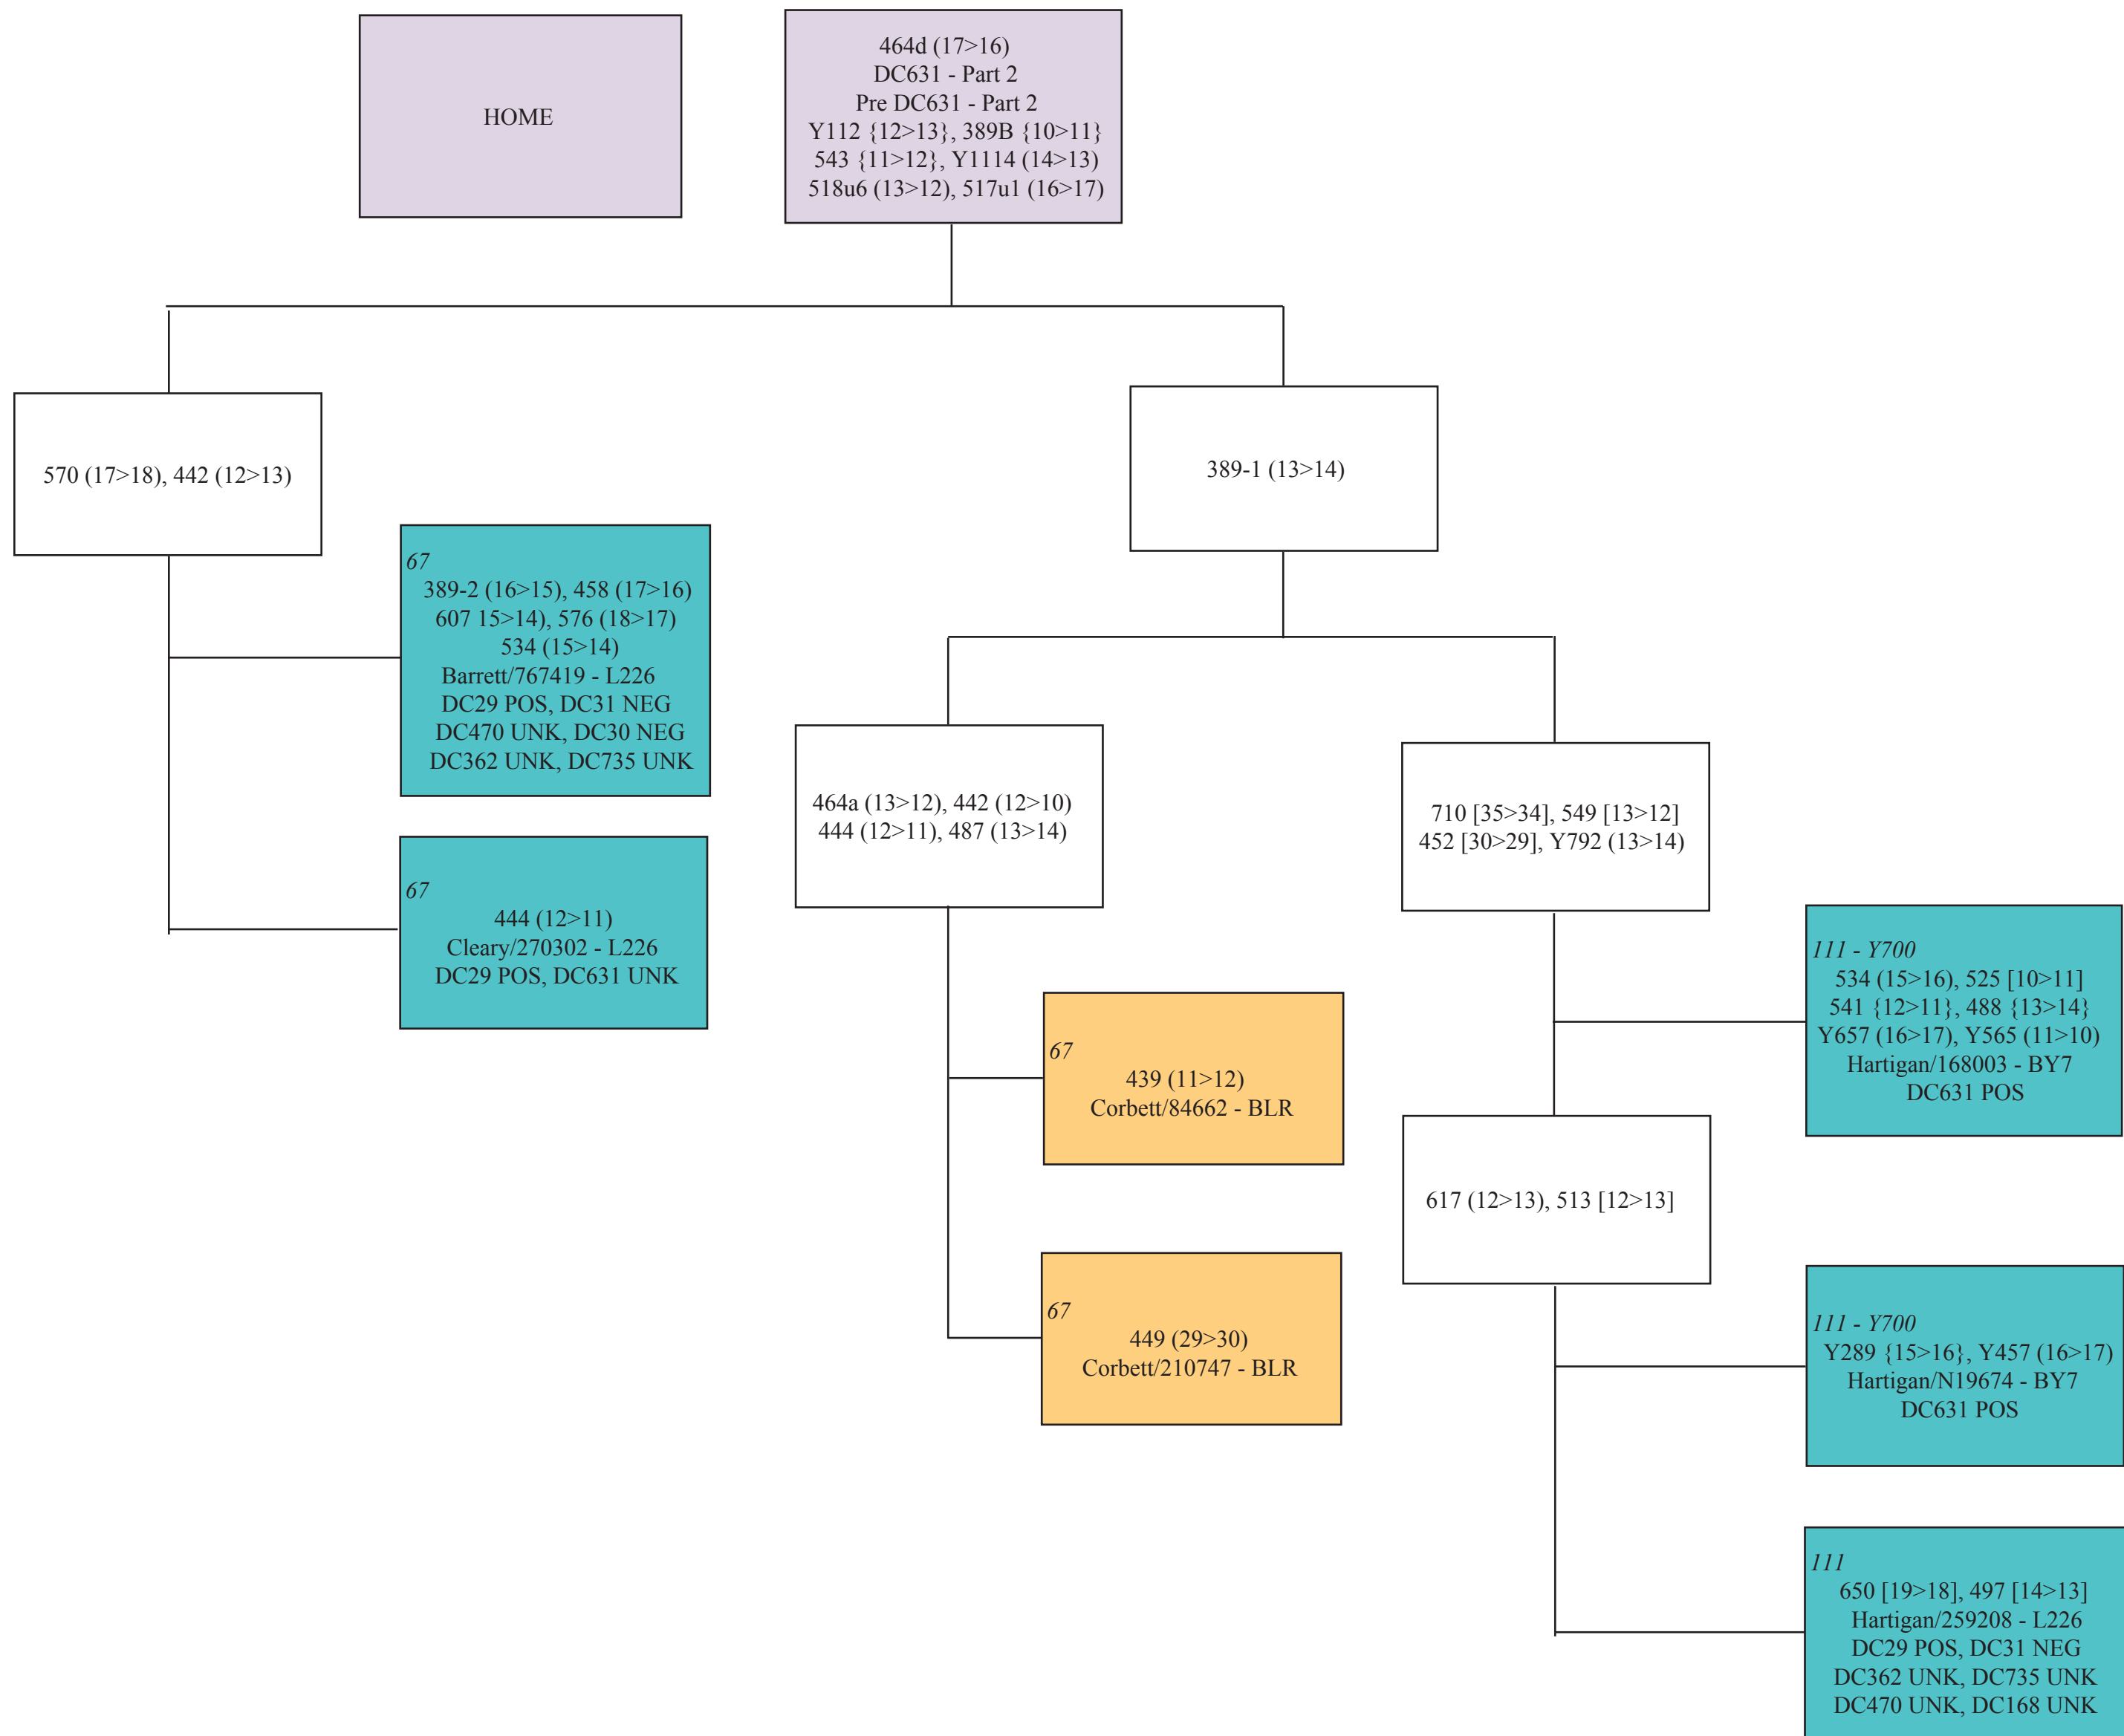 HOME
464d (17>16)
DC631 - Part 2
Pre DC631 - Part 2
Y112 {12>13}, 389B {10>11}
543 {11>12}, Y1114 (14>13)
518u6 (13>12), 517u1 (16>17)
570 (17>18), 442 (12>13)
389-1 (13>14)
67
389-2 (16>15), 458 (17>16)
607 15>14), 576 (18>17)
534 (15>14)
Barrett/767419 - L226
DC29 POS, DC31 NEG
DC470 UNK, DC30 NEG
DC362 UNK, DC735 UNK
67
444 (12>11)
Cleary/270302 - L226
DC29 POS, DC631 UNK
464a (13>12), 442 (12>10)
444 (12>11), 487 (13>14)
710 [35>34], 549 [13>12]
452 [30>29], Y792 (13>14)
67
439 (11>12)
Corbett/84662 - BLR
67
449 (29>30)
Corbett/210747 - BLR
111 - Y700
534 (15>16), 525 [10>11]
541 {12>11}, 488 {13>14}
Y657 (16>17), Y565 (11>10)
Hartigan/168003 - BY7
DC631 POS
617 (12>13), 513 [12>13]
111 - Y700
Y289 {15>16}, Y457 (16>17)
Hartigan/N19674 - BY7
DC631 POS
111
650 [19>18], 497 [14>13]
Hartigan/259208 - L226
DC29 POS, DC31 NEG
DC362 UNK, DC735 UNK
DC470 UNK, DC168 UNK